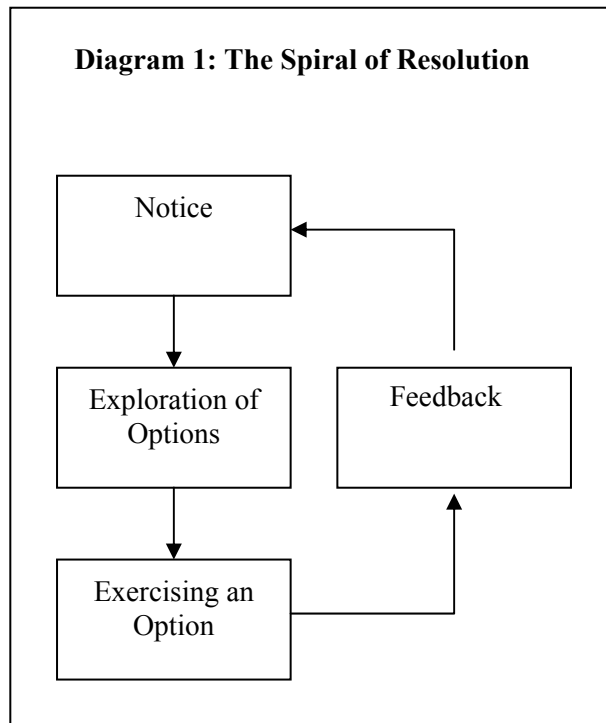 Diagram 1: The Spiral of Resolution
Notice
Exploration of
Options
Feedback
Exercising an
Option